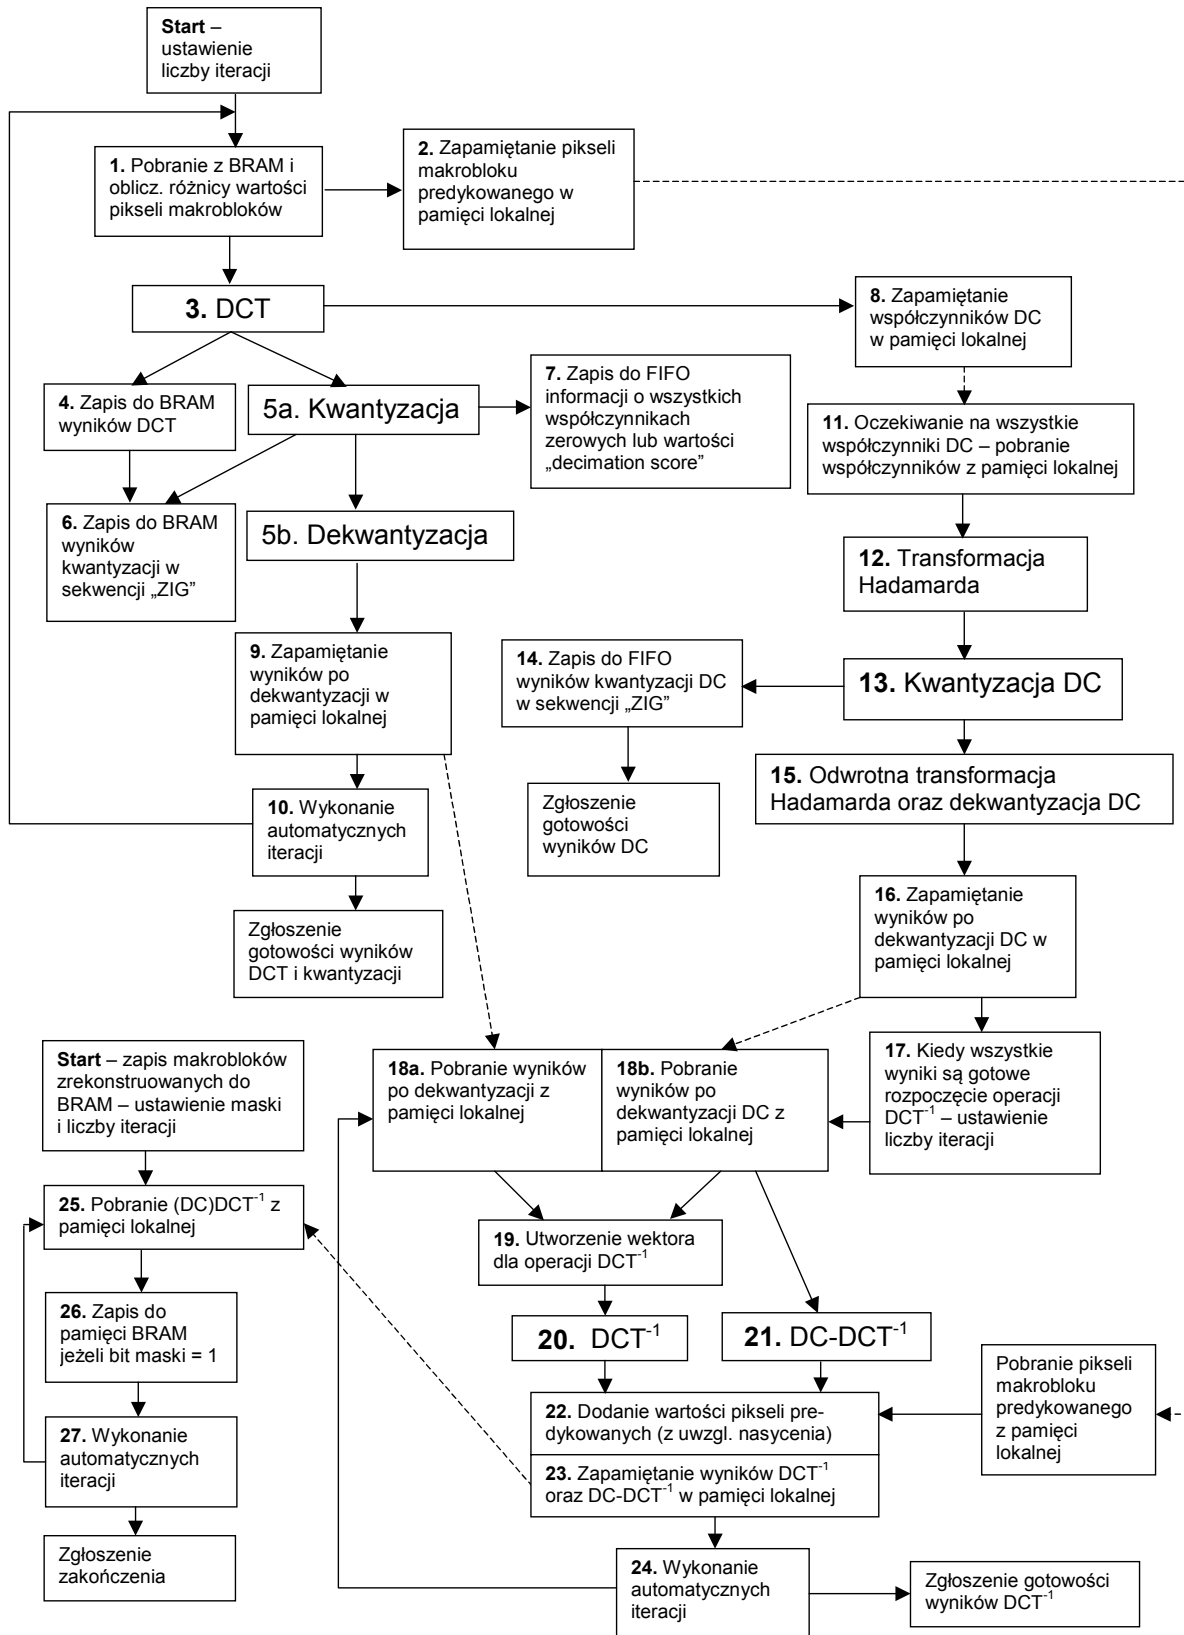 Start –
ustawienie
liczby iteracji
1. Pobranie z BRAM i
oblicz. różnicy wartości
pikseli makrobloków
2. Zapamiętanie pikseli
makrobloku
predykowanego w
pamięci lokalnej
3. DCT
8. Zapamiętanie
współczynników DC
w pamięci lokalnej
4. Zapis do BRAM
wyników DCT
5a. Kwantyzacja
7. Zapis do FIFO
informacji o wszystkich
współczynnikach
zerowych lub wartości
„decimation score”
11. Oczekiwanie na wszystkie
współczynniki DC – pobranie
współczynników z pamięci lokalnej
6. Zapis do BRAM
wyników
kwantyzacji w
sekwencji „ZIG”
5b. Dekwantyzacja
12. Transformacja
Hadamarda
9. Zapamiętanie
wyników po
dekwantyzacji w
pamięci lokalnej
14. Zapis do FIFO
wyników kwantyzacji DC
w sekwencji „ZIG”
13. Kwantyzacja DC
15. Odwrotna transformacja
Hadamarda oraz dekwantyzacja DC
10. Wykonanie
automatycznych
iteracji
Zgłoszenie
gotowości
wyników DC
16. Zapamiętanie
wyników po
dekwantyzacji DC w
pamięci lokalnej
Zgłoszenie
gotowości wyników
DCT i kwantyzacji
Start – zapis makrobloków
zrekonstruowanych do
BRAM – ustawienie maski
i liczby iteracji
18a. Pobranie wyników
po dekwantyzacji z
pamięci lokalnej
18b. Pobranie
wyników po
dekwantyzacji DC z
pamięci lokalnej
17. Kiedy wszystkie
wyniki są gotowe
rozpoczęcie operacji
DCT⁻¹ – ustawienie
liczby iteracji
25. Pobranie (DC)DCT⁻¹ z
pamięci lokalnej
19. Utworzenie wektora
dla operacji DCT⁻¹
26. Zapis do
pamięci BRAM
jeżeli bit maski = 1
20. DCT⁻¹
21. DC-DCT⁻¹
Pobranie pikseli
makrobloku
predykowanego
z pamięci
lokalnej
22. Dodanie wartości pikseli pre-
dykowanych (z uwzgl. nasycenia)
27. Wykonanie
automatycznych
iteracji
23. Zapamiętanie wyników DCT⁻¹
oraz DC-DCT⁻¹ w pamięci lokalnej
Zgłoszenie
zakończenia
24. Wykonanie
automatycznych
iteracji
Zgłoszenie gotowości
wyników DCT⁻¹